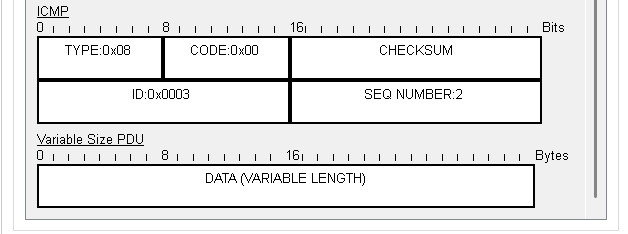 ICMP
0 8 16 Bits
TYPE:0x08 CODE:0x00 CHECKSUM
ID:0x0003 SEQ NUMBER:2
Variable Size PDU
0 8 16 Bytes
DATA (VARIABLE LENGTH)